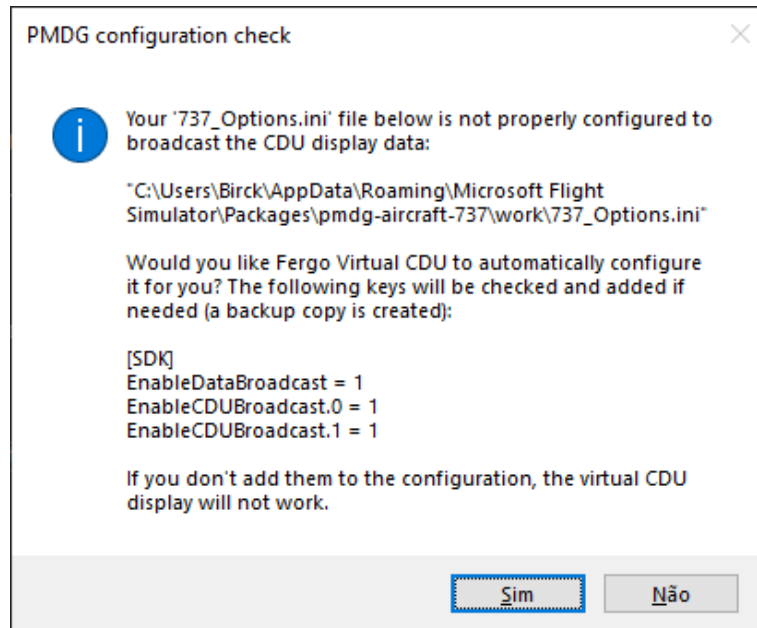 PMDG configuration check
Your '737_Options.ini' file below is not properly configured to
broadcast the CDU display data:
"C:\Users\Birck\AppData\Roaming\Microsoft Flight
Simulator\Packages\pmdg-aircraft-737\work\737_Options.ini"
Would you like Fergo Virtual CDU to automatically configure
it for you? The following keys will be checked and added if
needed (a backup copy is created):
[SDK]
EnableDataBroadcast = 1
EnableCDUBroadcast.0 = 1
EnableCDUBroadcast.1 = 1
If you don't add them to the configuration, the virtual CDU
display will not work.
Sim Não